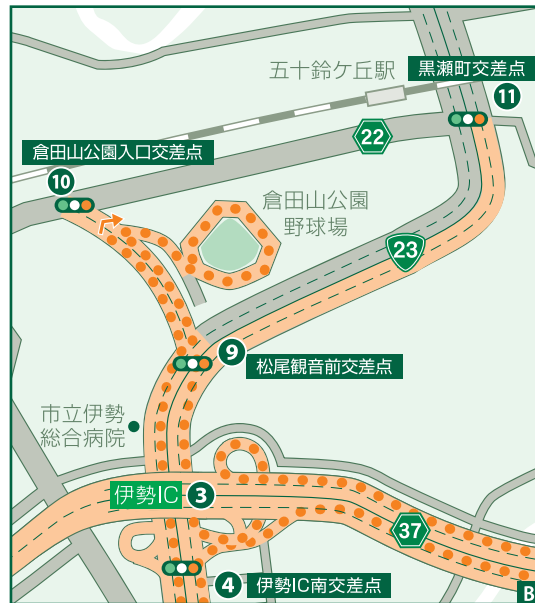 五十鈴ケ丘駅
黒瀬町交差点
11
22
倉田山公園入口交差点
10
倉田山公園
野球場
23
9
松尾観音前交差点
市立伊勢
総合病院
伊勢IC
3
37
4
伊勢IC南交差点
B